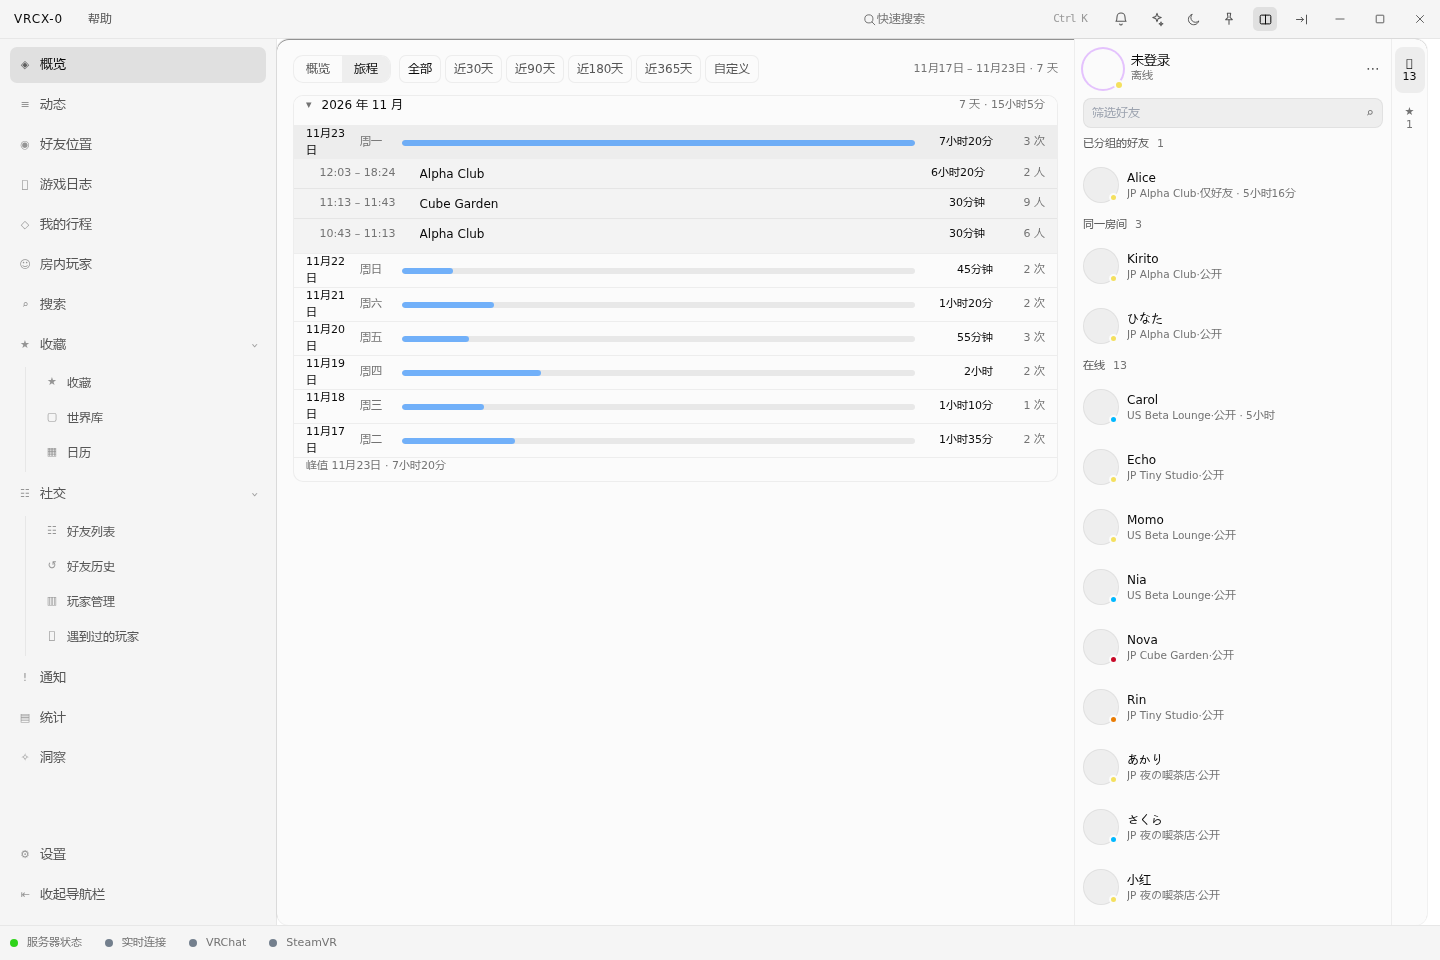 VRCX-0
帮助
快速搜索
Ctrl K
概览
动态
好友位置
游戏日志
我的行程
房内玩家
搜索
收藏
收藏
世界库
日历
社交
好友列表
好友历史
玩家管理
遇到过的玩家
通知
统计
洞察
设置
收起导航栏
概览 旅程 全部 近30天 近90天 近180天 近365天 自定义
11月17日 – 11月23日 · 7 天
2026 年 11 月
7 天 · 15小时5分
11月23日 周一 7小时20分 3 次
12:03 – 18:24 Alpha Club 6小时20分 2 人
11:13 – 11:43 Cube Garden 30分钟 9 人
10:43 – 11:13 Alpha Club 30分钟 6 人
11月22日 周日 45分钟 2 次
11月21日 周六 1小时20分 2 次
11月20日 周五 55分钟 3 次
11月19日 周四 2小时 2 次
11月18日 周三 1小时10分 1 次
11月17日 周二 1小时35分 2 次
峰值 11月23日 · 7小时20分
未登录
离线
筛选好友
已分组的好友 1
Alice
JP Alpha Club·仅好友 · 5小时16分
同一房间 3
Kirito
JP Alpha Club·公开
ひなた
JP Alpha Club·公开
在线 13
Carol
US Beta Lounge·公开 · 5小时
Echo
JP Tiny Studio·公开
Momo
US Beta Lounge·公开
Nia
US Beta Lounge·公开
Nova
JP Cube Garden·公开
Rin
JP Tiny Studio·公开
あかり
JP 夜の喫茶店·公开
さくら
JP 夜の喫茶店·公开
小红
JP 夜の喫茶店·公开
13
1
服务器状态
实时连接
VRChat
SteamVR